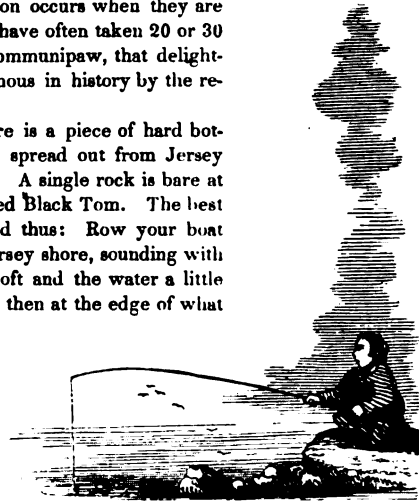 on occurs when they are
have often taken 20 or 30
ommunipaw, that delight-
nous in history by the re-
re is a piece of hard bot-
spread out from Jersey
A single rock is bare at
ed Black Tom. The best
d thus: Row your boat
rsey shore, sounding with
oft and the water a little
then at the edge of what